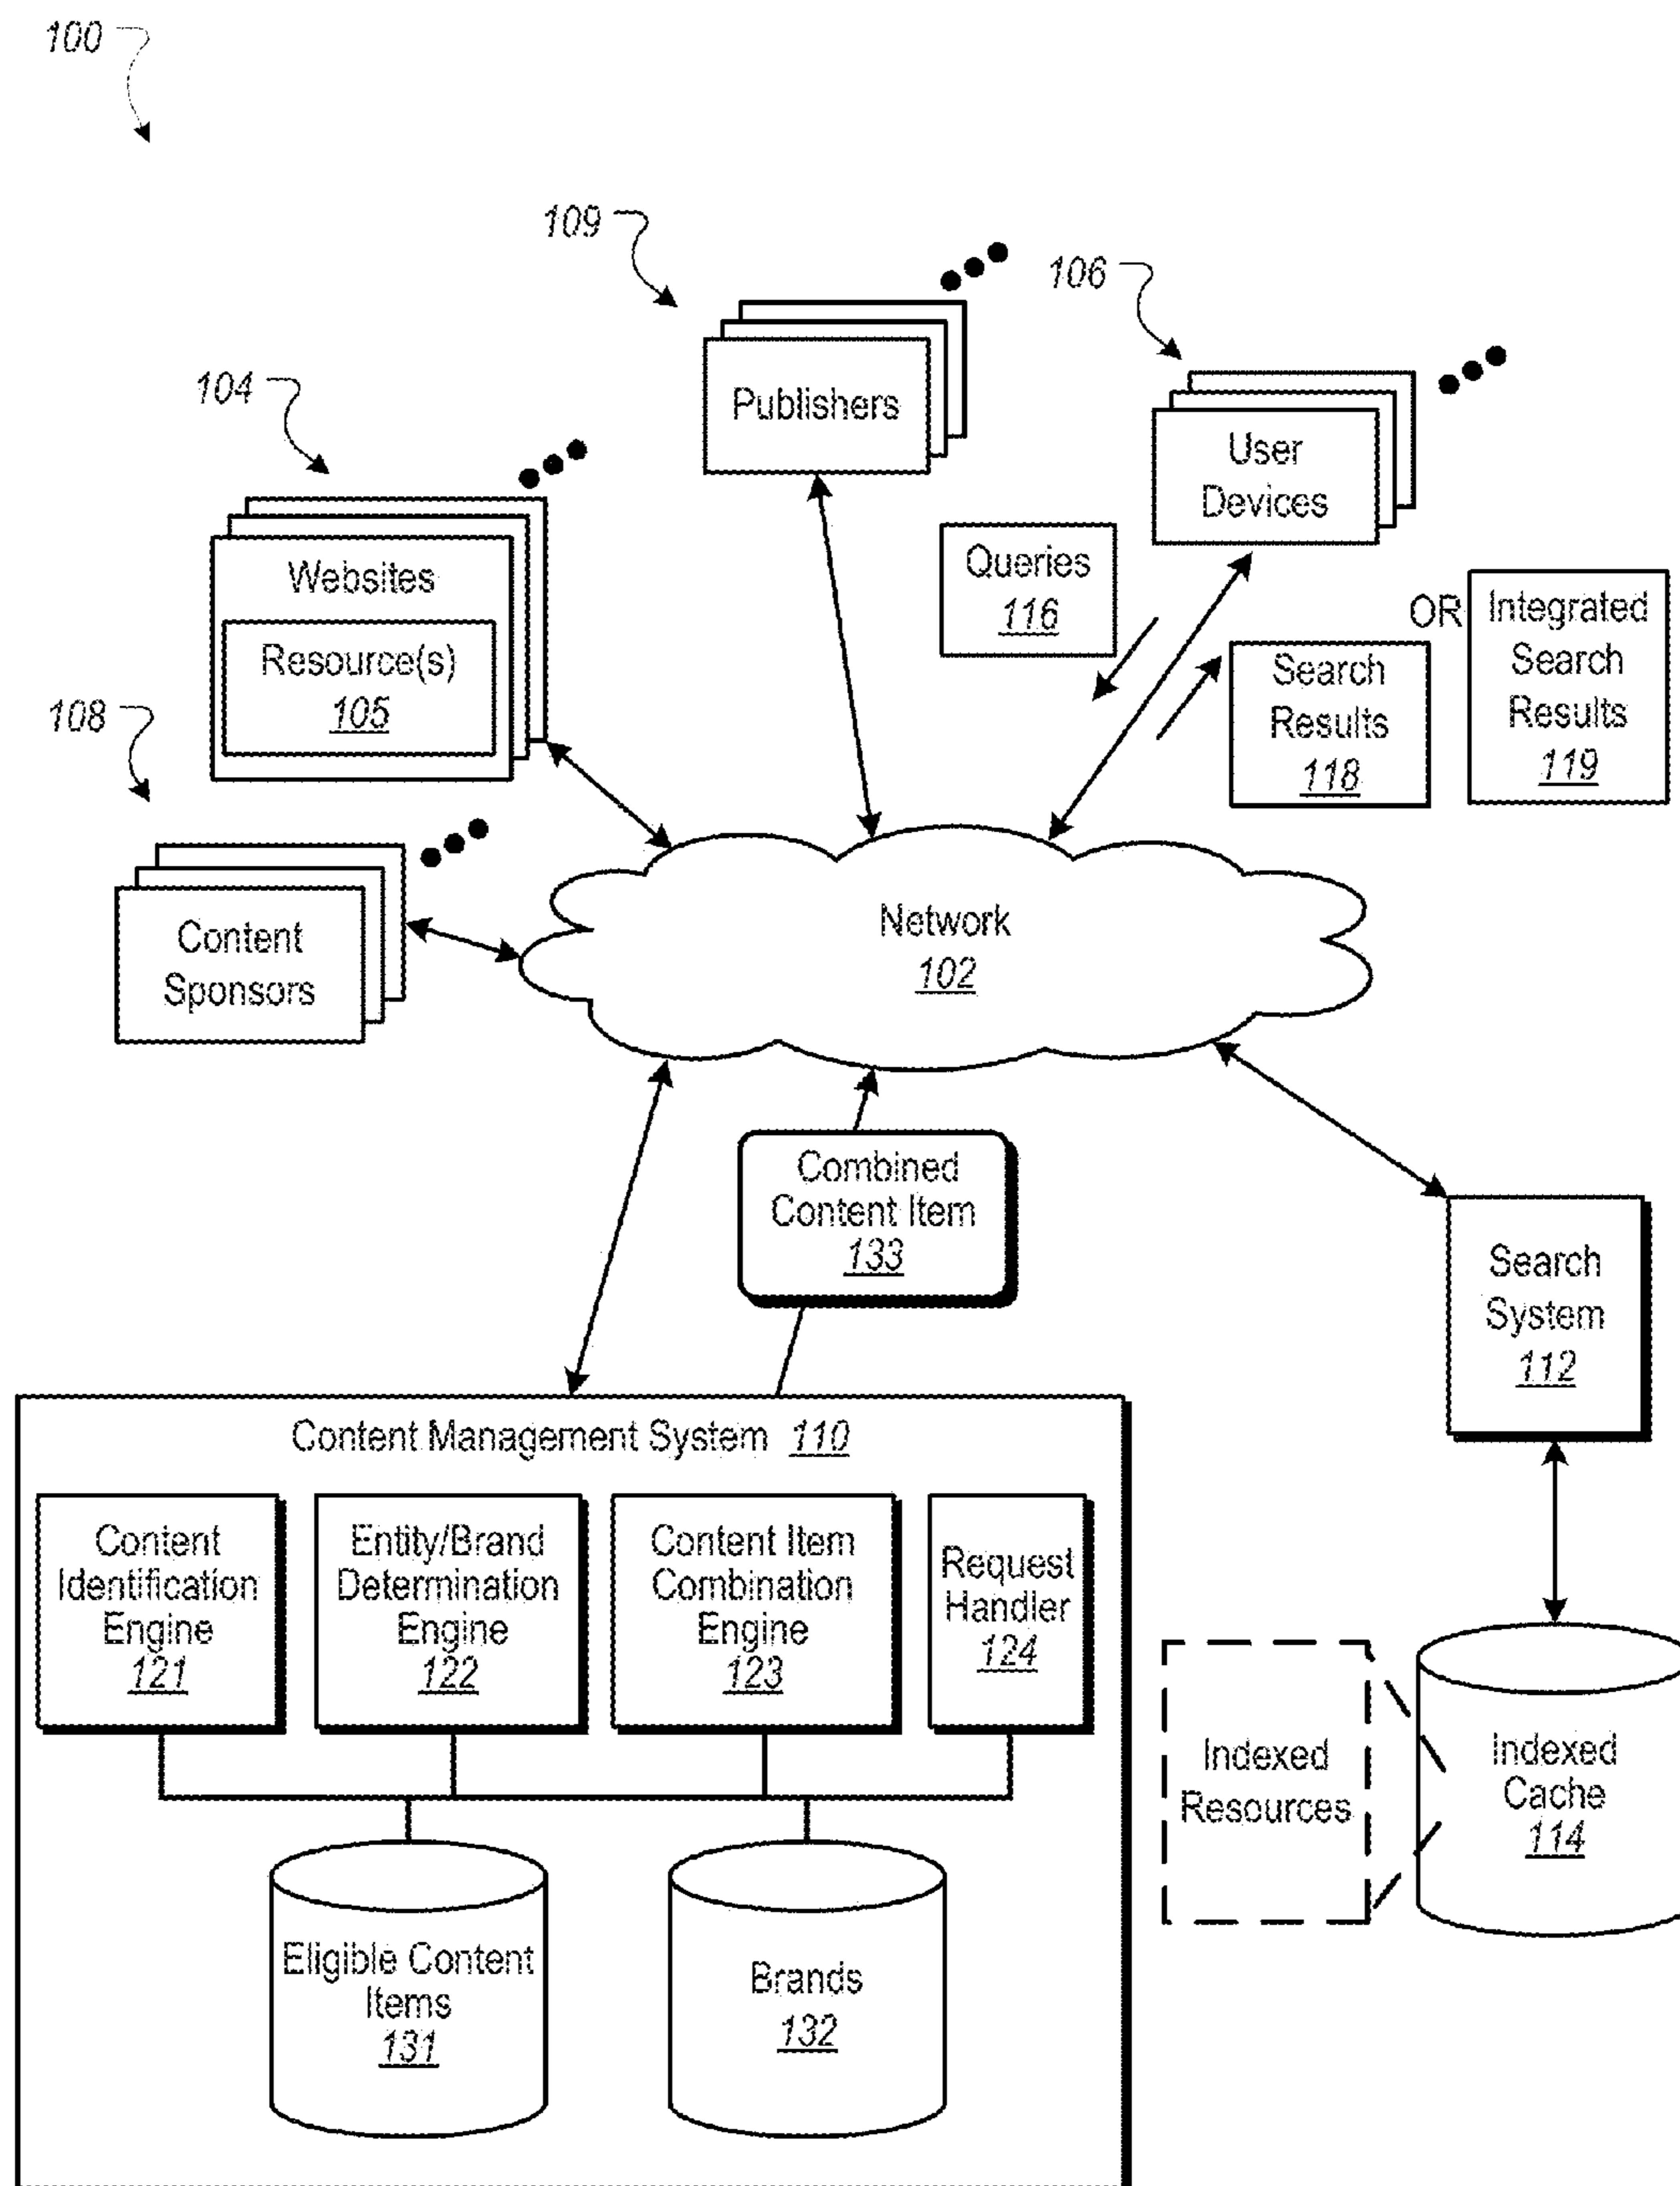 100
109
106
Publishers
104
User
Devices
Queries
116
Websites
OR
Integrated
Search
Results
119
Resource(s)
105
Search
Results
118
108
Network
102
Content
Sponsors
Combined
Content Item
133
Search
System
112
Content Management System 110
Content
Identification
Engine
121
Entity/Brand
Determination
Engine
122
Content Item
Combination
Engine
123
Request
Handler
124
Indexed
Resources
Indexed
Cache
114
Eligible Content
Items
131
Brands
132